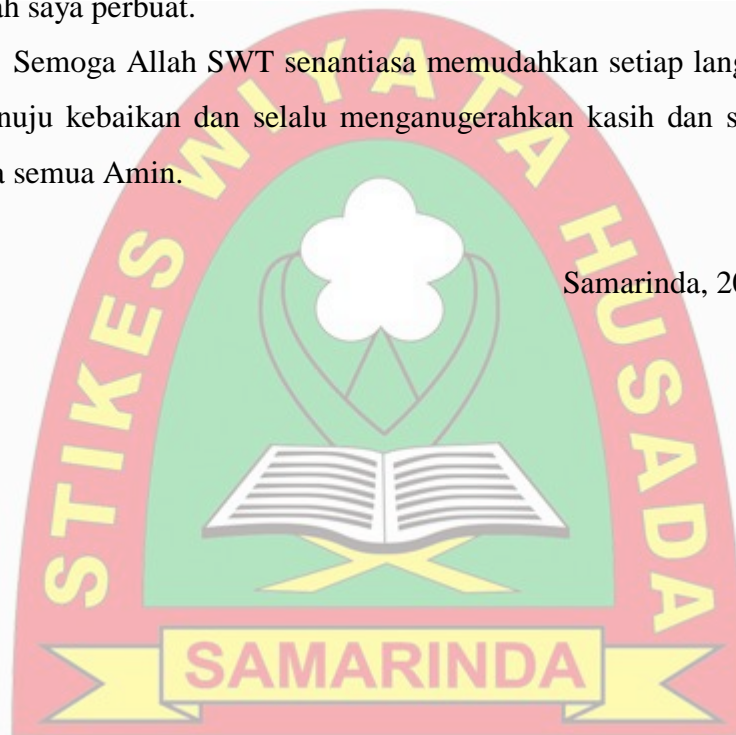 ah saya perbuat.
Semoga Allah SWT senantiasa memudahkan setiap lang
nuju kebaikan dan selalu menganugerahkan kasih dan s
a semua Amin.
Samarinda, 20
STIKES WIYATA HUSADA
SAMARINDA